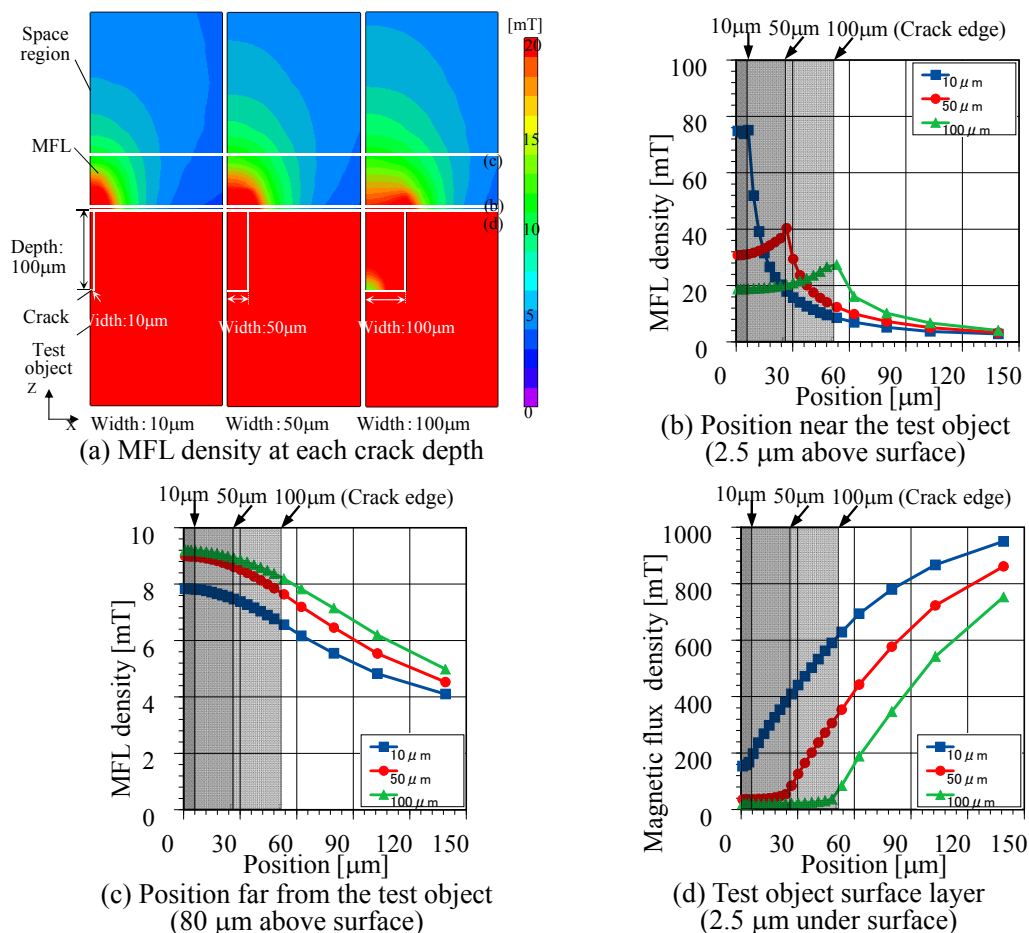 [mT]
Space
region
MFL
Depth:
100μm
Crack
Test
object
Z
X
20
15
10
5
0
(c)
(b)
(d)
Width:10μm
Width:50μm
Width:100μm
Width:10μm
Width:50μm
Width:100μm
(a) MFL density at each crack depth
10μm
50μm
100μm (Crack edge)
MFL density [mT]
100
80
60
40
20
0
10μm
50μm
100μm
0 30 60 90 120 150
Position [μm]
(b) Position near the test object
(2.5 μm above surface)
10μm 50μm 100μm (Crack edge)
MFL density [mT]
10
8
6
4
2
0
10μm
50μm
100μm
0 30 60 90 120 150
Position [μm]
(c) Position far from the test object
(80 μm above surface)
10μm 50μm 100μm (Crack edge)
Magnetic flux density [mT]
1000
800
600
400
200
0
10μm
50μm
100μm
0 30 60 90 120 150
Position [μm]
(d) Test object surface layer
(2.5 μm under surface)